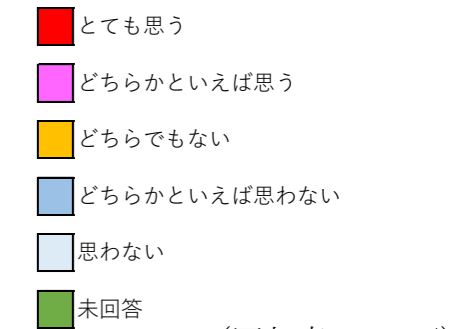 とても思う
どちらかといえば思う
どちらでもない
どちらかといえば思わない
思わない
未回答